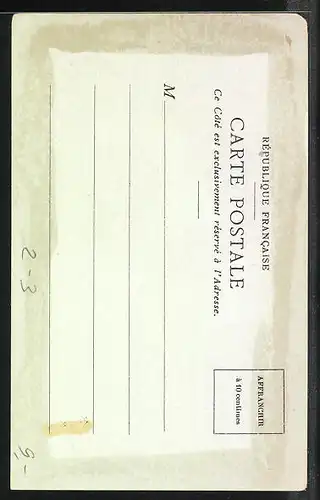 RÉPUBLIQUE FRANÇAISE
CARTE POSTALE
Ce Côté est exclusivement réservé à l'Adresse.
AFFRANCHIR
à 10 centimes
M
2-3
9-